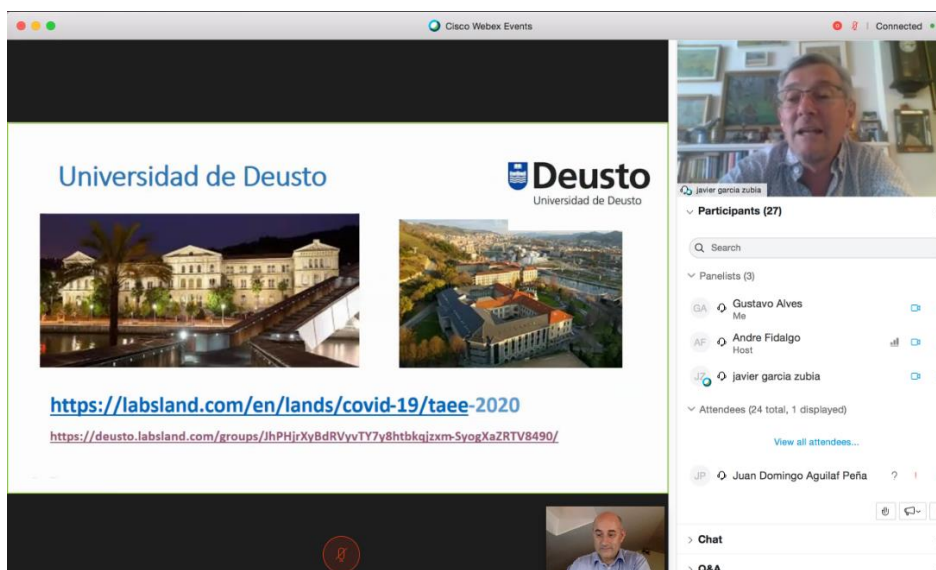 Cisco Webex Events
Connected
Universidad de Deusto
Deusto
Universidad de Deusto
https://labsland.com/en/lands/covid-19/taee-2020
https://deusto.labsland.com/groups/JhPHjrXyBdRVyvTY7y8htbkqjzxm-SyogXaZRTV8490/
javier garcia zubia
Participants (27)
Search
Panelists (3)
GA Gustavo Alves
Me
AF Andre Fidalgo
Host
JZ javier garcia zubia
Attendees (24 total, 1 displayed)
View all attendees...
JP Juan Domingo Aguilaf Peña ?
Chat
Q&A